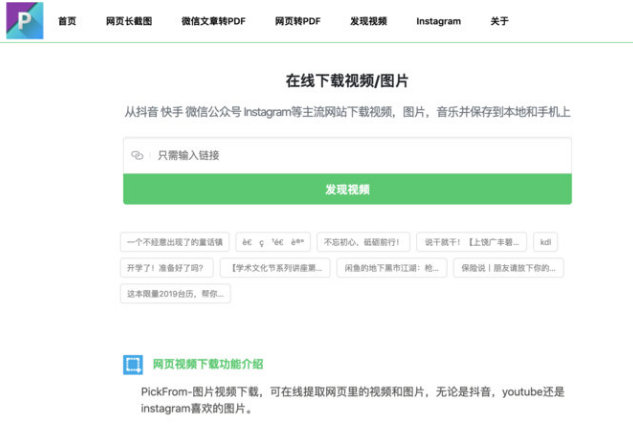 P 首页 网页长截图 微信文章转PDF 网页转PDF 发现视频 Instagram 关于
在线下载视频/图片
从抖音 快手 微信公众号 Instagram等主流网站下载视频，图片，音乐并保存到本地和手机上
只需输入链接
发现视频
一个不经意出现了的童话镇 不忘初心，砥砺前行！ 说干就干！【上饶广丰碧... kdl
开学了！准备好了吗？ 【学术文化节系列讲座第... 闲鱼的地下黑市江湖：枪... 保险说丨朋友请放下你的...
这本限量2019台历，帮你...
网页视频下载功能介绍
PickFrom-图片视频下载，可在线提取网页里的视频和图片，无论是抖音，youtube还是
instagram喜欢的图片。